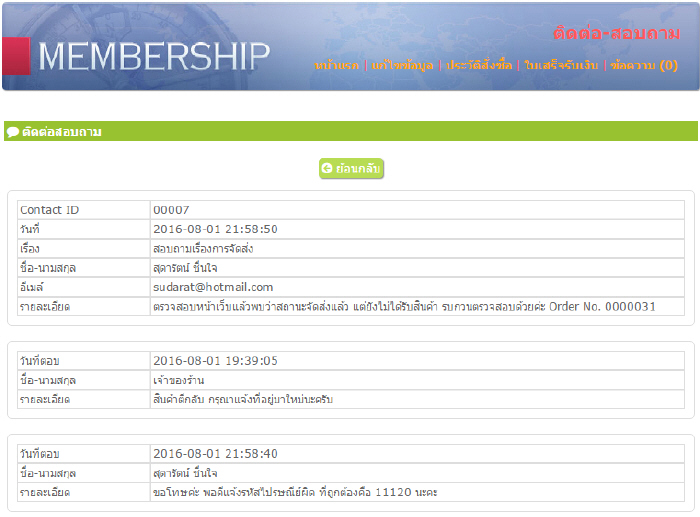 ติดต่อ-สอบถาม
MEMBERSHIP
หน้าแรก | แก้ไขข้อมูล | ประวัติสั่งซื้อ | ใบเสร็จรับเงิน | ข้อความ (0)
ติดต่อสอบถาม
ย้อนกลับ
Contact ID 00007
วันที่ 2016-08-01 21:58:50
เรื่อง สอบถามเรื่องการจัดส่ง
ชื่อ-นามสกุล สุดารัตน์ ชื่นใจ
อีเมล์ sudarat@hotmail.com
รายละเอียด ตรวจสอบหน้าเว็บแล้วพบว่าสถานะจัดส่งแล้ว แต่ยังไม่ได้รับสินค้า รบกวนตรวจสอบด้วยค่ะ Order No. 0000031
วันที่ตอบ 2016-08-01 19:39:05
ชื่อ-นามสกุล เจ้าของร้าน
รายละเอียด สินค้าตีกลับ กรุณาแจ้งที่อยู่มาใหม่นะครับ
วันที่ตอบ 2016-08-01 21:58:40
ชื่อ-นามสกุล สุดารัตน์ ชื่นใจ
รายละเอียด ขอโทษค่ะ พอดีแจ้งรหัสไปรษณีย์ผิด ที่ถูกต้องคือ 11120 นะคะ